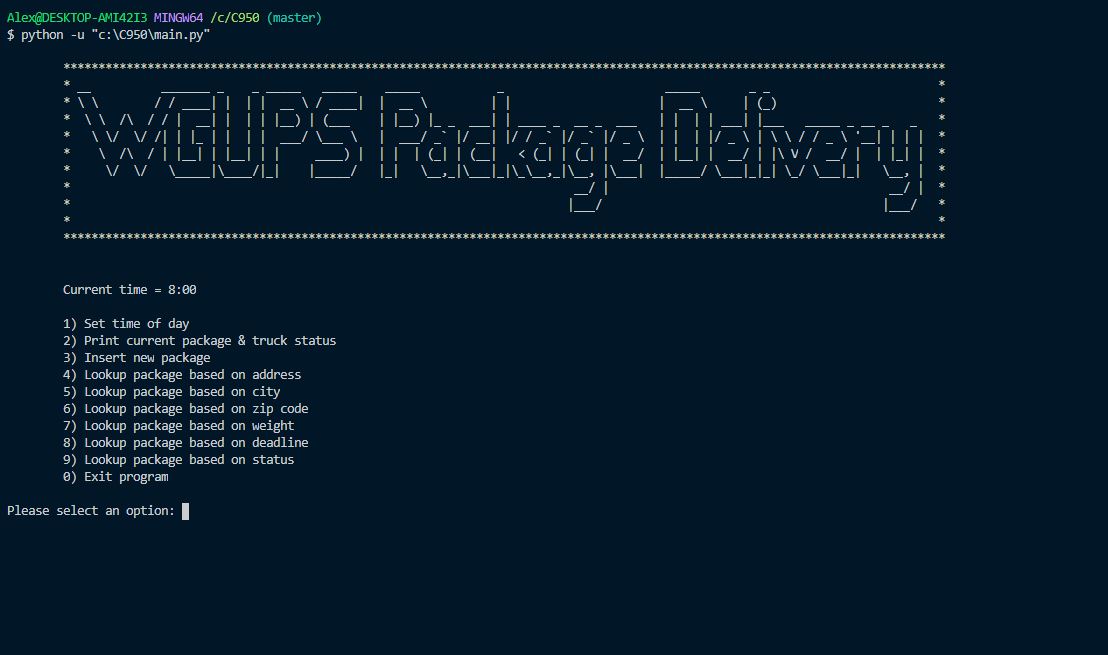 Alex@DESKTOP-AMI42I3 MINGW64 /c/C950 (master)
$ python -u "c:\C950\main.py"
WGUPS Package Delivery
Current time = 8:00
1) Set time of day
2) Print current package & truck status
3) Insert new package
4) Lookup package based on address
5) Lookup package based on city
6) Lookup package based on zip code
7) Lookup package based on weight
8) Lookup package based on deadline
9) Lookup package based on status
0) Exit program
Please select an option: